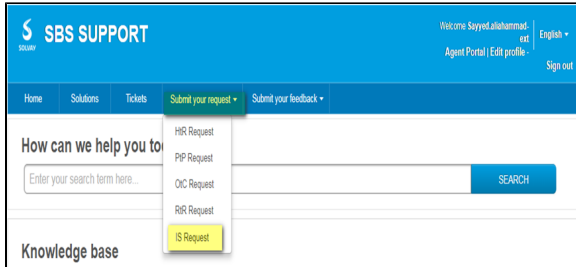 SOLVAY
SBS SUPPORT
Welcome Sayyed.aliahammad-
ext
Agent Portal | Edit profile -
English
Sign out
Home Solutions Tickets Submit your request Submit your feedback
HtR Request
PtP Request
OtC Request
RtR Request
IS Request
How can we help you to
Enter your search term here...
SEARCH
Knowledge base